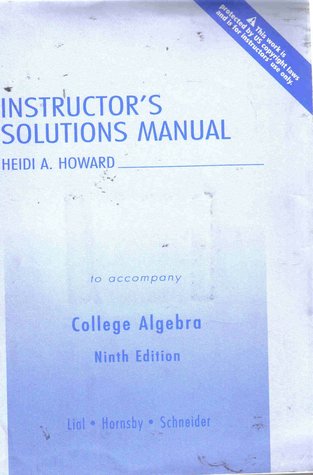 ⚠ This work is
protected by US copyright laws
and is for instructors' use only.
INSTRUCTOR'S
SOLUTIONS MANUAL
HEIDI A. HOWARD
to accompany
College Algebra
Ninth Edition
Lial • Hornsby • Schneider